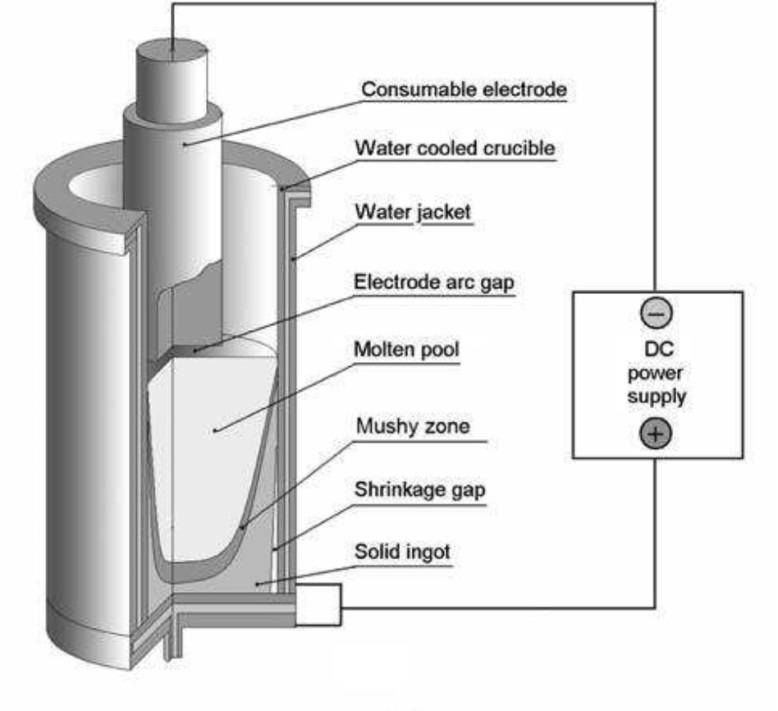 Consumable electrode
Water cooled crucible
Water jacket
Electrode arc gap
Molten pool
Mushy zone
Shrinkage gap
Solid ingot
−
DC
power
supply
+